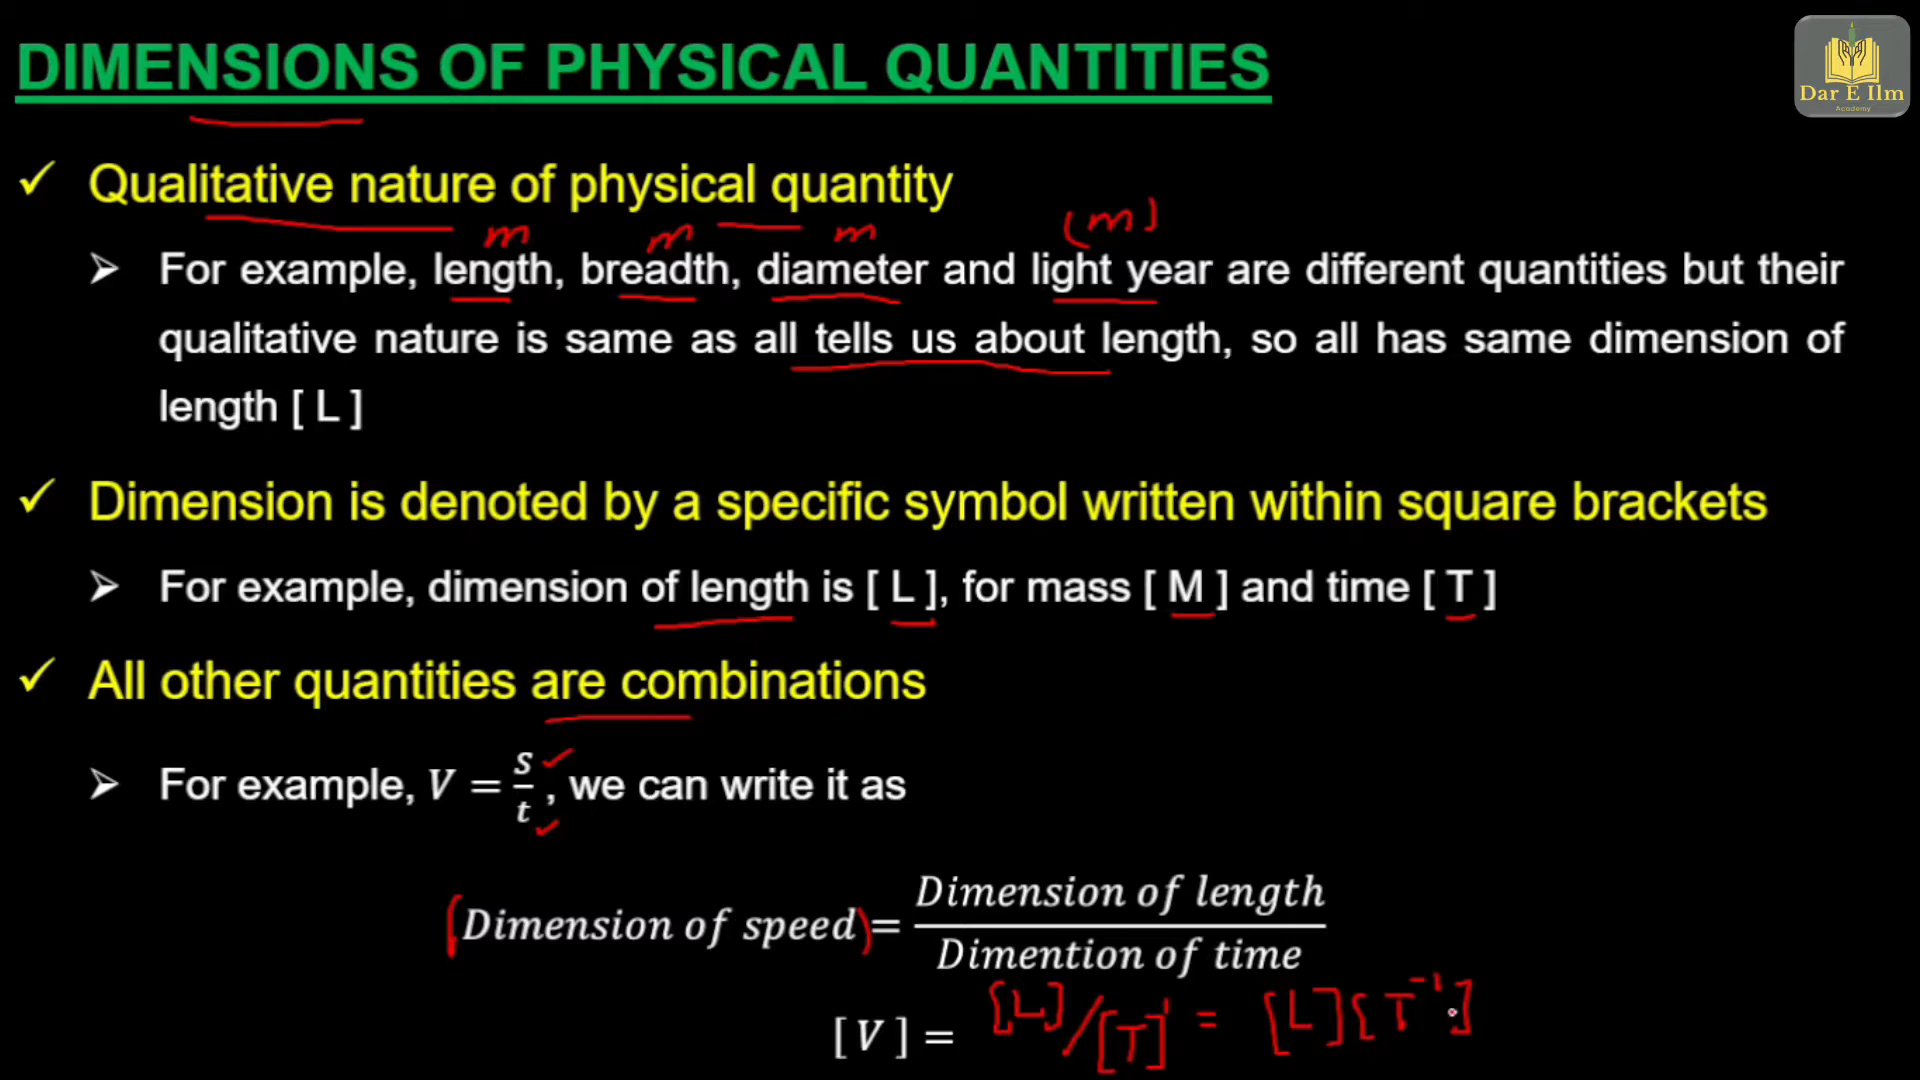 DIMENSIONS OF PHYSICAL QUANTITIES
Dar E Ilm
Academy
✓ Qualitative nature of physical quantity
m m m (m)
➢ For example, length, breadth, diameter and light year are different quantities but their
qualitative nature is same as all tells us about length, so all has same dimension of
length [ L ]
✓ Dimension is denoted by a specific symbol written within square brackets
➢ For example, dimension of length is [ L ], for mass [ M ] and time [ T ]
✓ All other quantities are combinations
➢ For example, V = s/t, we can write it as
(Dimension of speed) = Dimension of length / Dimention of time
[ V ] = [L]/[T]¹ = [L][T⁻¹]